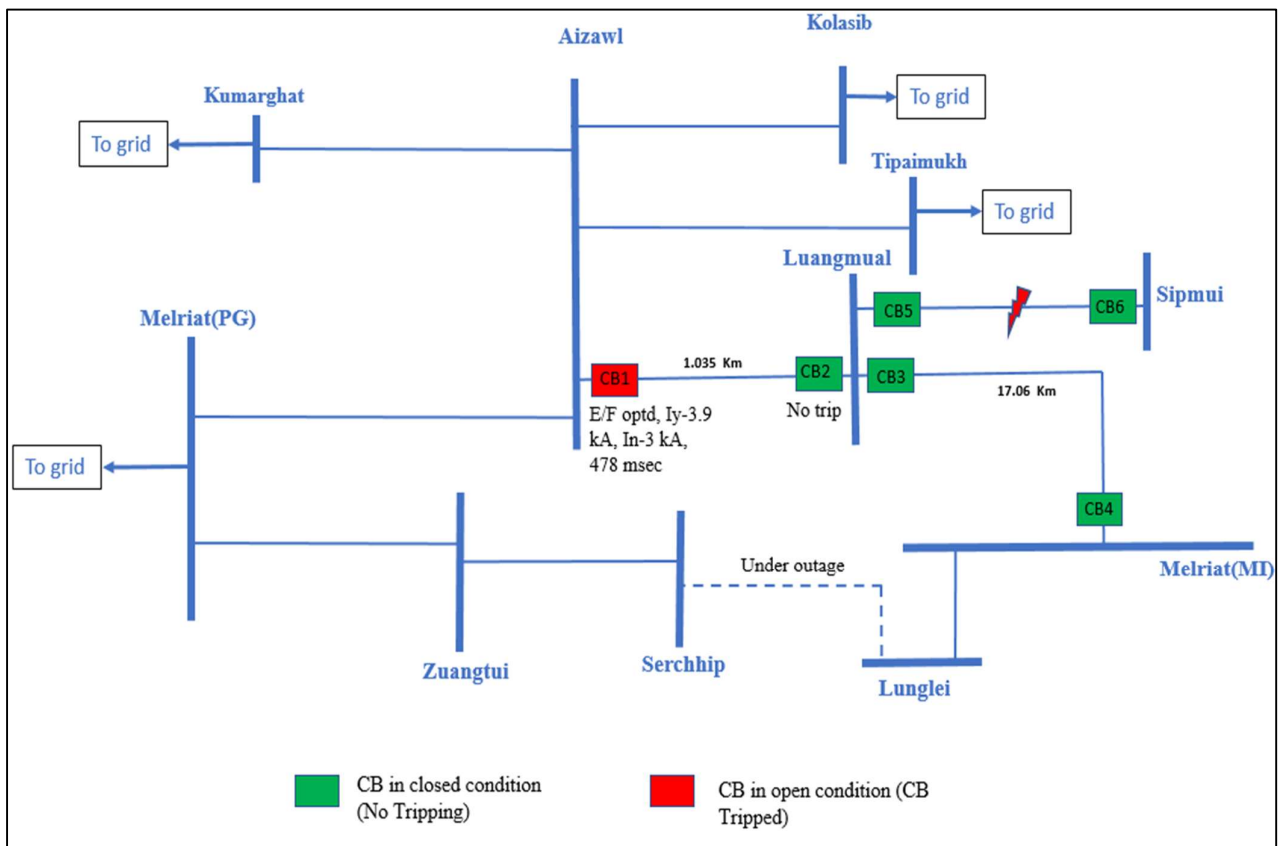 Aizawl
Kolasib
Kumarghat
To grid
To grid
Tipaimukh
To grid
Luangmual
Sipmui
CB5
CB6
Melriat(PG)
CB1
1.035 Km
CB2
CB3
17.06 Km
E/F optd, Iy-3.9
kA, In-3 kA,
478 msec
No trip
To grid
CB4
Under outage
Melriat(MI)
Zuangtui
Serchhip
Lunglei
CB in closed condition
(No Tripping)
CB in open condition (CB
Tripped)